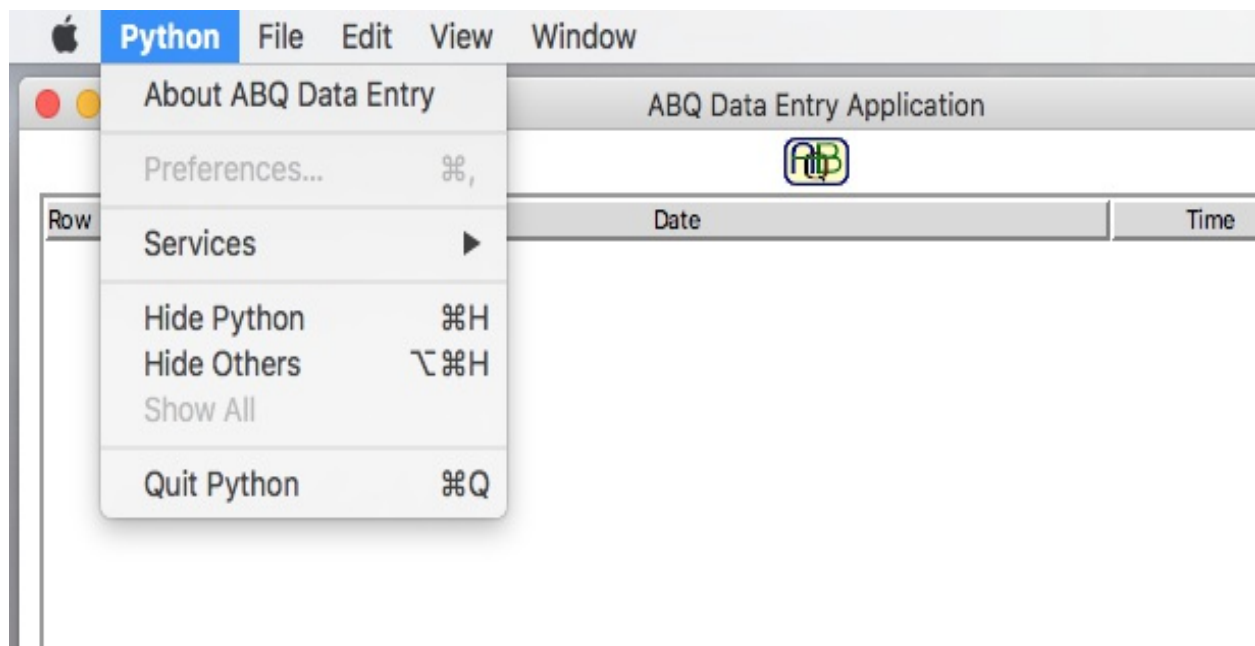 Python File Edit View Window
About ABQ Data Entry
ABQ Data Entry Application
Preferences... ⌘,
ABQ
Row Date Time
Services
Hide Python ⌘H
Hide Others ⌥⌘H
Show All
Quit Python ⌘Q